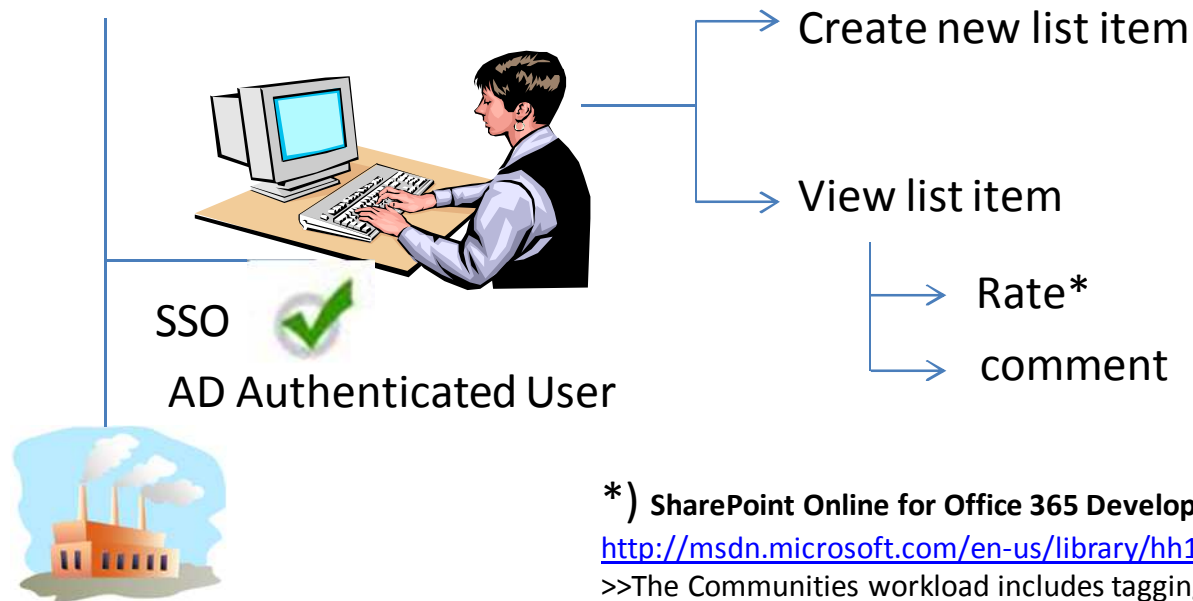 Create new list item
View list item
Rate*
comment
SSO
AD Authenticated User
*) SharePoint Online for Office 365 Develop
http://msdn.microsoft.com/en-us/library/hh1
>>The Communities workload includes tagging